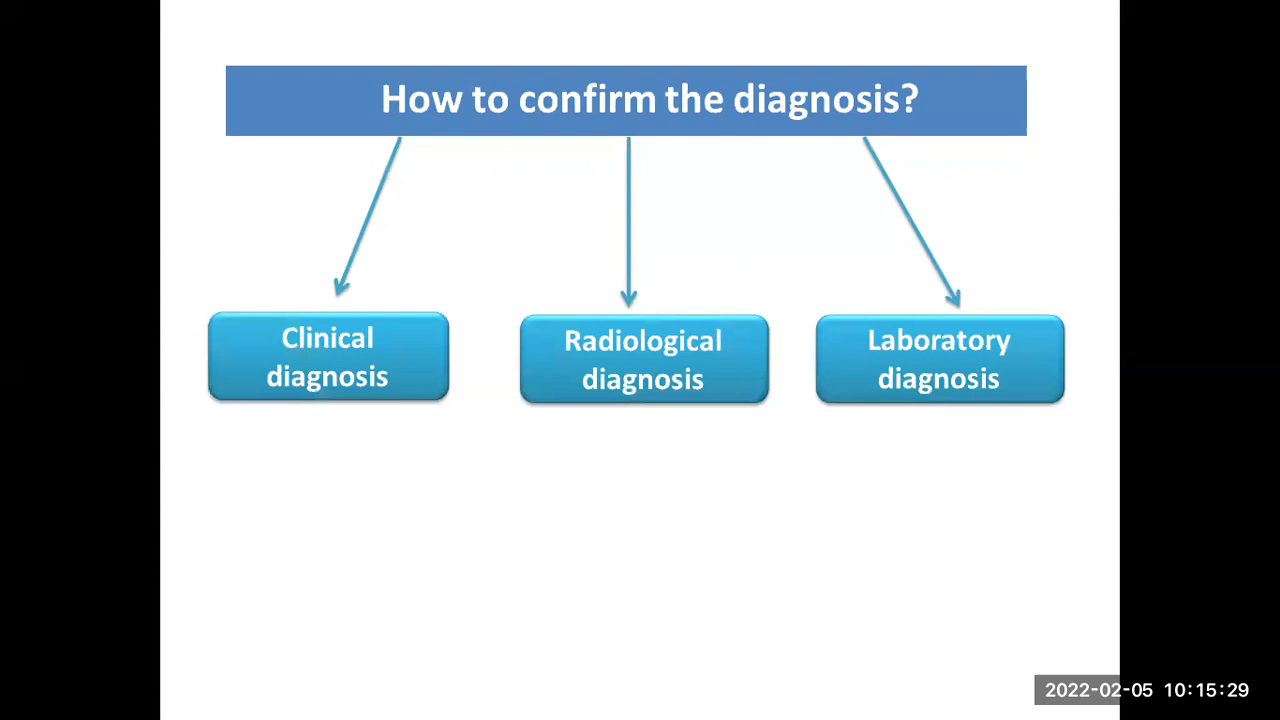 How to confirm the diagnosis?
Clinical
diagnosis
Radiological
diagnosis
Laboratory
diagnosis
2022-02-05 10:15:29